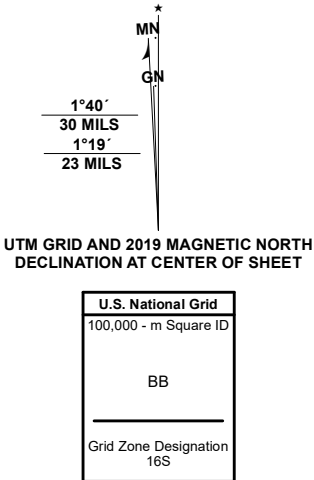 MN
GN
1°40´
30 MILS
1°19´
23 MILS
UTM GRID AND 2019 MAGNETIC NORTH
DECLINATION AT CENTER OF SHEET
U.S. National Grid
100,000 - m Square ID
BB
Grid Zone Designation
16S